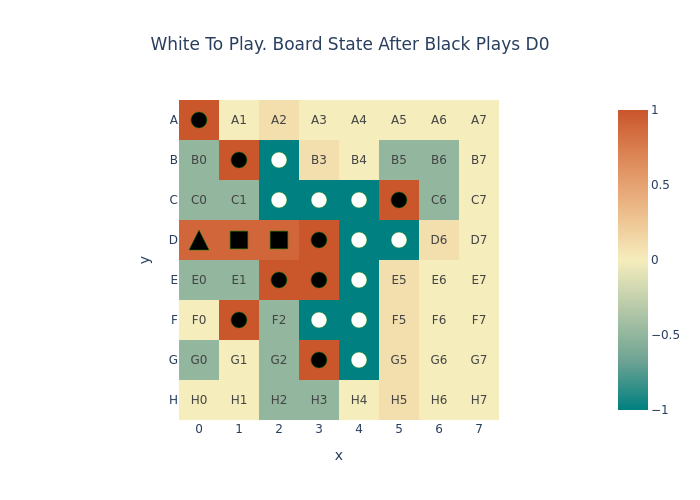 White To Play. Board State After Black Plays D0
A A1 A2 A3 A4 A5 A6 A7
B B0 B3 B4 B5 B6 B7
C C0 C1 C6 C7
D D6 D7
E E0 E1 E5 E6 E7
F F0 F2 F5 F6 F7
G G0 G1 G2 G5 G6 G7
H H0 H1 H2 H3 H4 H5 H6 H7
0 1 2 3 4 5 6 7
x
y
1
0.5
0
−0.5
−1